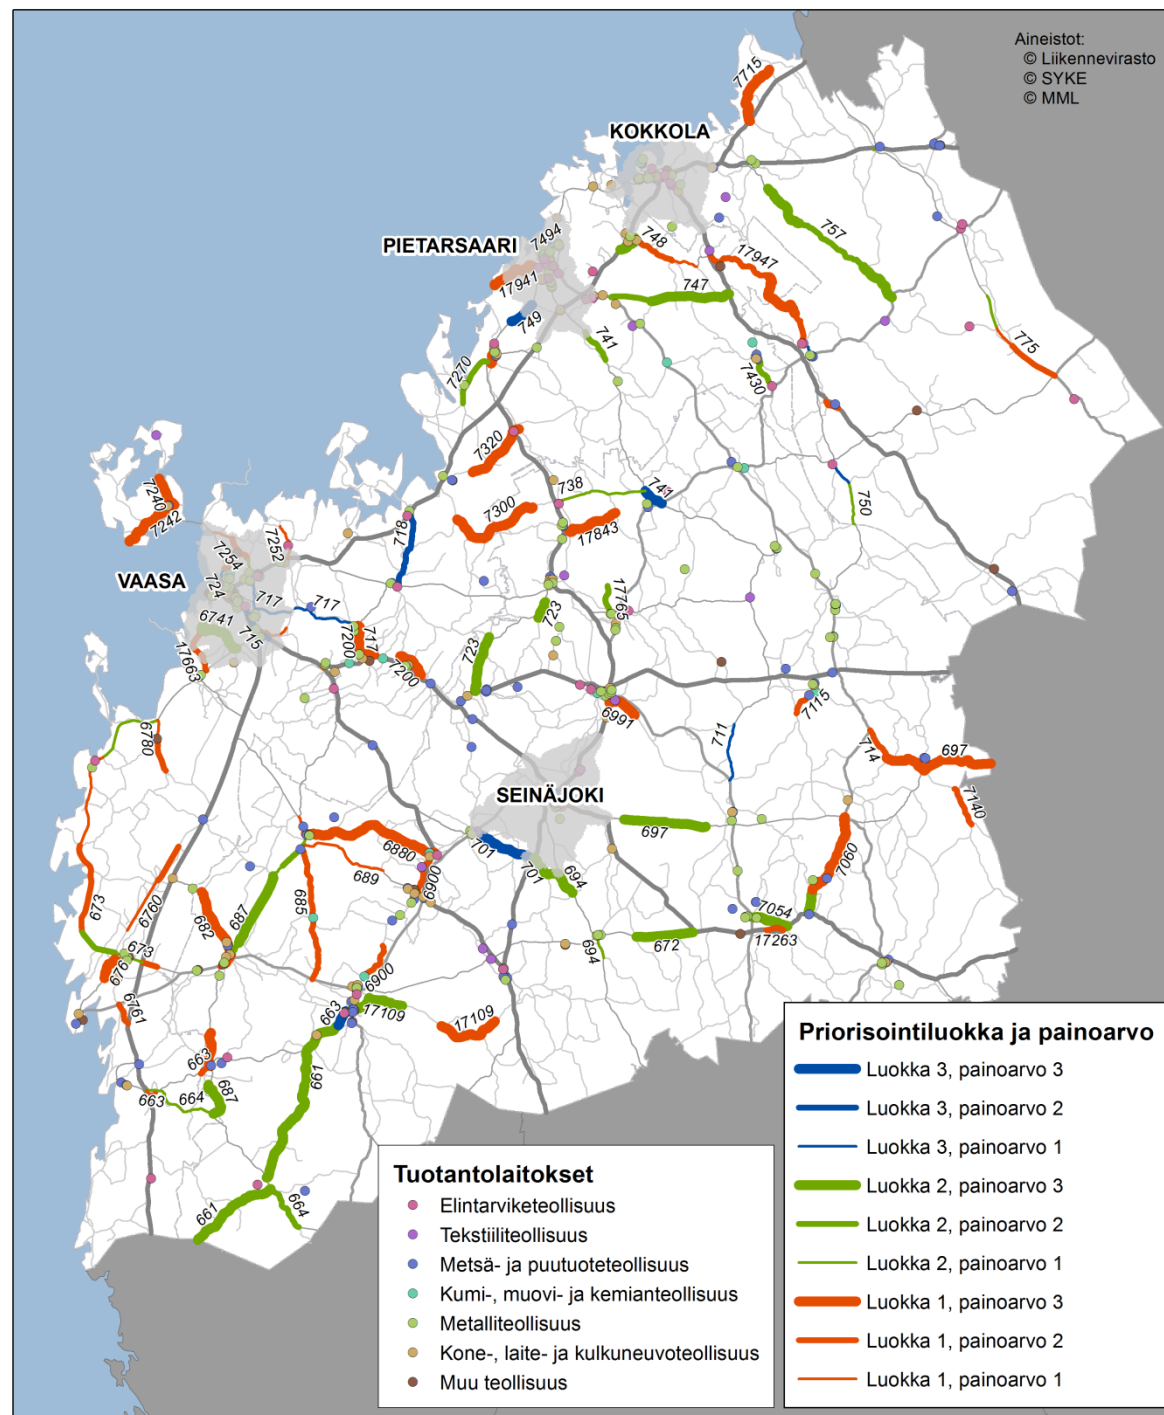 Aineistot:
© Liikennevirasto
© SYKE
© MML
7715
KOKKOLA
PIETARSAARI
7494
748
757
17947
17941
747
749
741
775
7270
7430
7320
738
741
7240
7242
7300
17843
750
718
7252
7254
VAASA
724
717
717
17765
723
6741
715
7200
717
723
17663
7200
6991
7115
6780
711
714
697
SEINÄJOKI
7140
697
701
6880
7060
701
689
6900
694
673
6760
682
687
685
7054
17263
672
694
673
676
6900
6761
663
17109
17109
663
661
687
664
663
661
664
Priorisointiluokka ja painoarvo
Luokka 3, painoarvo 3
Luokka 3, painoarvo 2
Luokka 3, painoarvo 1
Luokka 2, painoarvo 3
Luokka 2, painoarvo 2
Luokka 2, painoarvo 1
Luokka 1, painoarvo 3
Luokka 1, painoarvo 2
Luokka 1, painoarvo 1
Tuotantolaitokset
Elintarviketeollisuus
Tekstiiliteollisuus
Metsä- ja puutuoteteollisuus
Kumi-, muovi- ja kemianteollisuus
Metalliteollisuus
Kone-, laite- ja kulkuneuvoteollisuus
Muu teollisuus